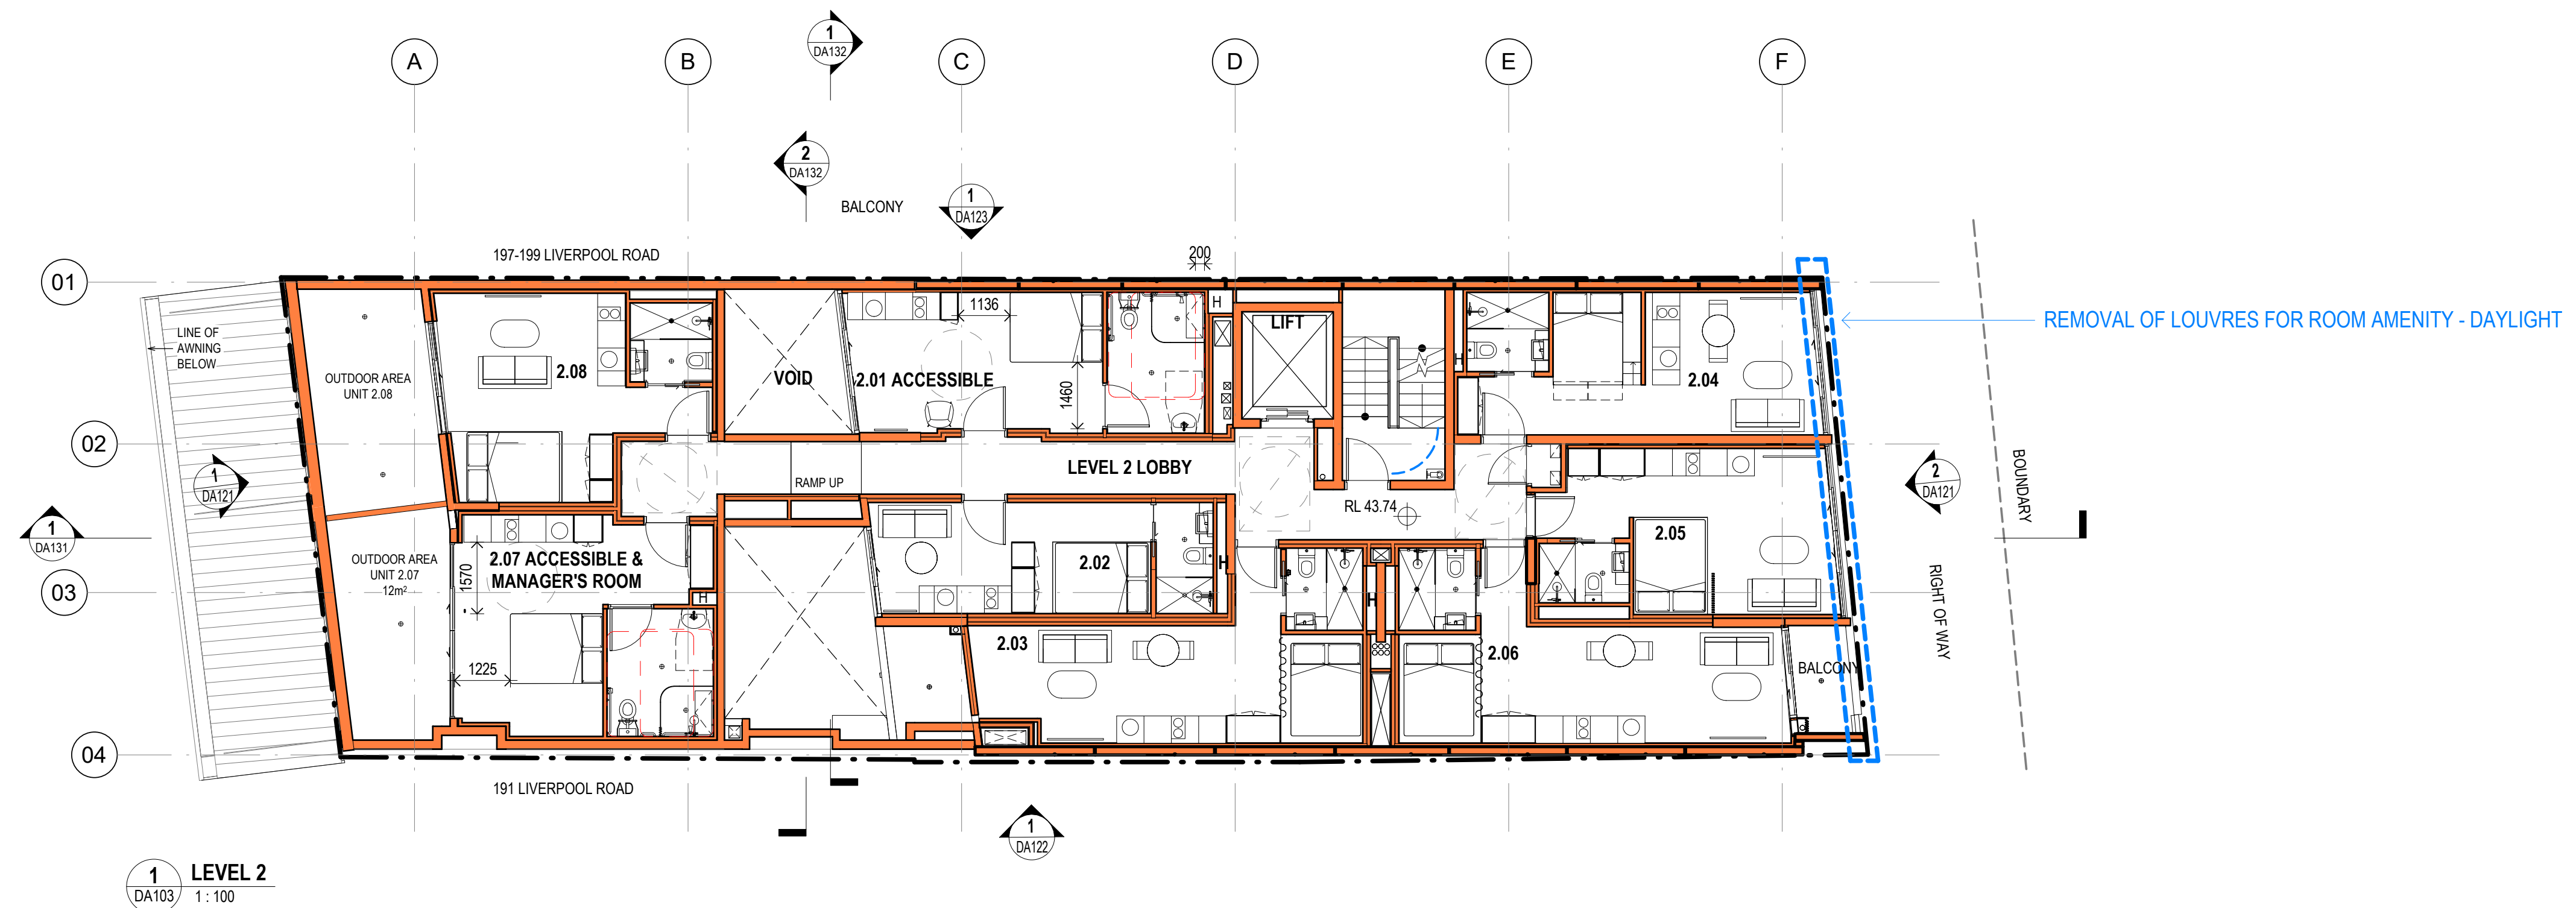 1
DA132
A
B
C
D
E
F
2
DA132
BALCONY
1
DA123
197-199 LIVERPOOL ROAD
200
01
1136
H
LIFT
REMOVAL OF LOUVRES FOR ROOM AMENITY - DAYLIGHT
LINE OF
AWNING
BELOW
OUTDOOR AREA
UNIT 2.08
2.08
VOID
2.01 ACCESSIBLE
1460
H
2.04
02
LEVEL 2 LOBBY
RAMP UP
1
DA121
2
DA121
BOUNDARY
RL 43.74
1
DA131
2.07 ACCESSIBLE &
MANAGER'S ROOM
OUTDOOR AREA
UNIT 2.07
12m²
1570
2.02
H
2.05
03
H
H
RIGHT OF WAY
2.03
2.06
1225
BALCONY
04
191 LIVERPOOL ROAD
1
DA122
1
DA103
LEVEL 2
1 : 100